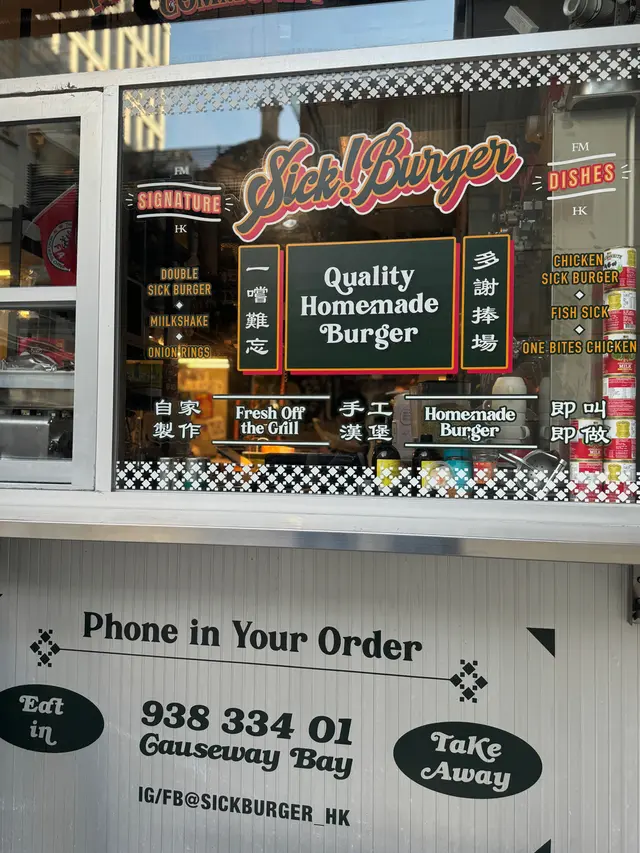 FM
SIGNATURE
HK
DOUBLE
SICK BURGER
MIILKSHAKE
ONION RINGS
Sick! Burger
一嚐難忘
Quality
Homemade
Burger
多謝捧場
FM
DISHES
HK
CHICKEN
SICK BURGER
FISH SICK
ONE BITES CHICKEN
自家
製作
Fresh Off
the Grill
手工
漢堡
Homemade
Burger
即叫
即做
Phone in Your Order
Eat
in
938 334 01
Causeway Bay
IG/FB@SICKBURGER_HK
Take
Away